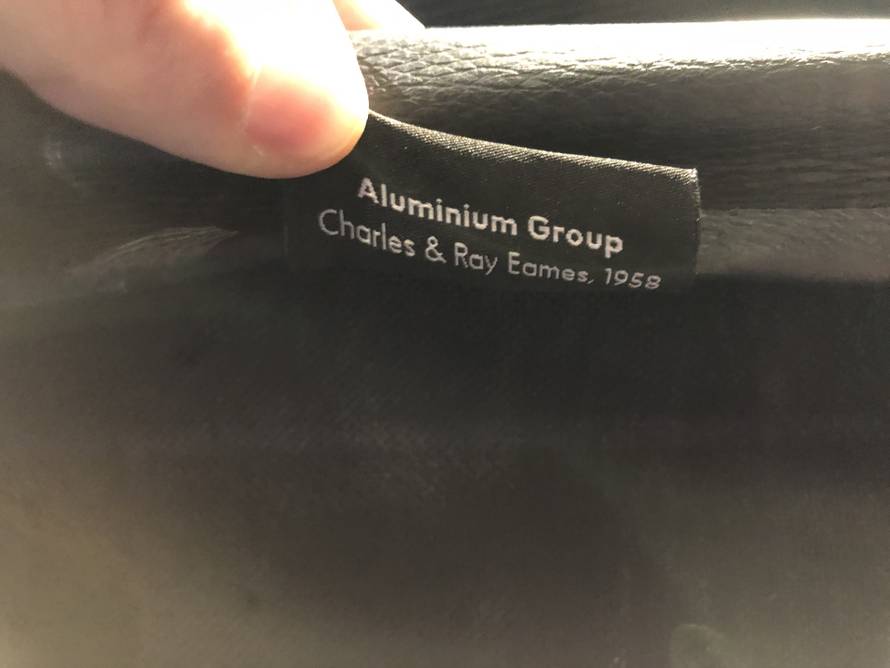 Aluminium Group
Charles & Ray Eames, 1958